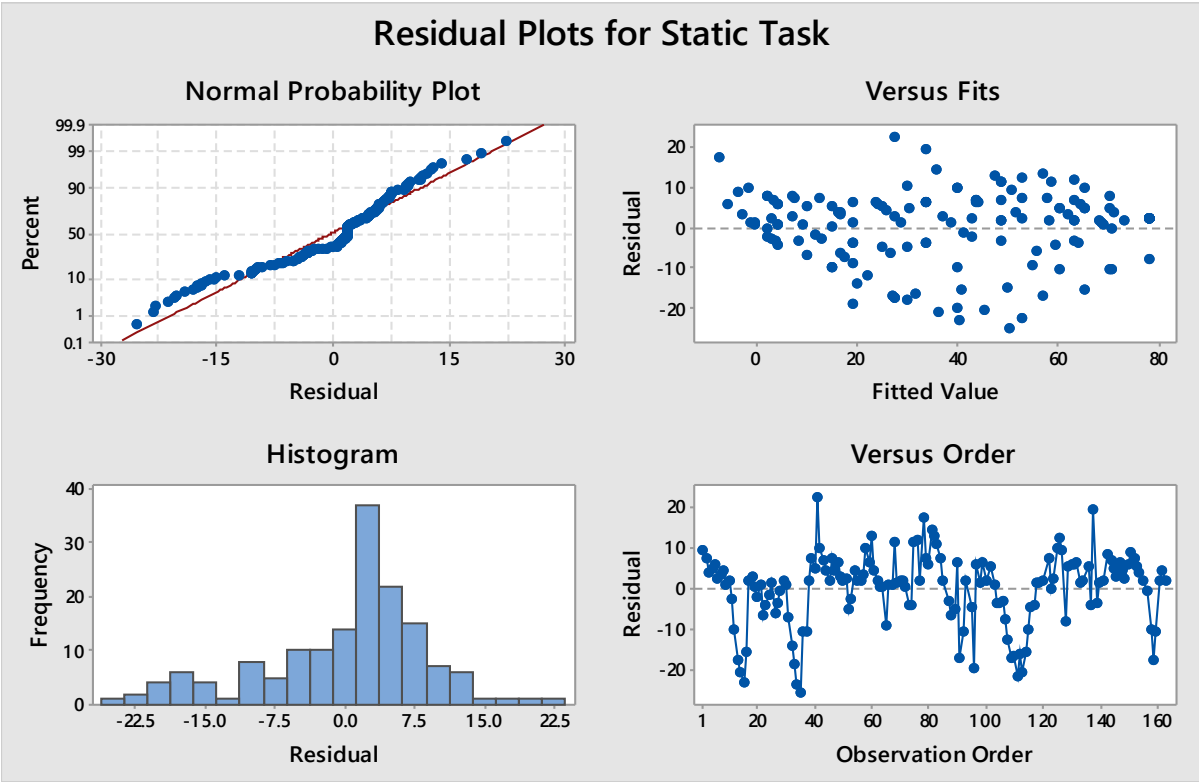 Residual Plots for Static Task
Normal Probability Plot
Percent
99.9
99
90
50
10
1
0.1
-30 -15 0 15 30
Residual
Versus Fits
Residual
20
10
0
-10
-20
0 20 40 60 80
Fitted Value
Histogram
Frequency
40
30
20
10
0
-22.5 -15.0 -7.5 0.0 7.5 15.0 22.5
Residual
Versus Order
Residual
20
10
0
-10
-20
1 20 40 60 80 100 120 140 160
Observation Order